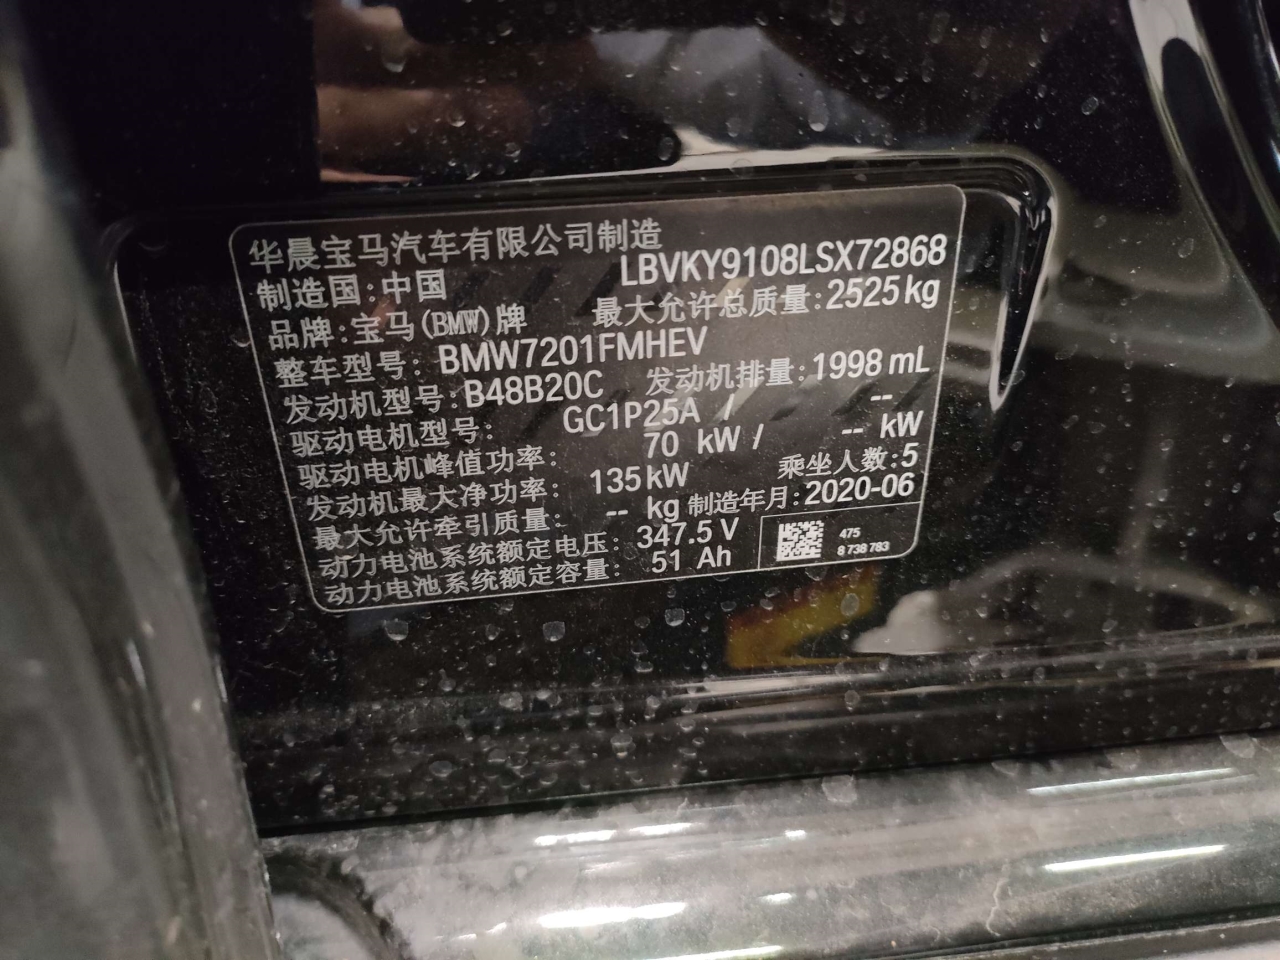 华晨宝马汽车有限公司制造
制造国:中国 LBVKY9108LSX72868
品牌:宝马(BMW)牌 最大允许总质量:2525kg
整车型号: BMW7201FMHEV
发动机型号:B48B20C 发动机排量:1998mL
驱动电机型号: GC1P25A / --
驱动电机峰值功率: 70 kW / -- kW
发动机最大净功率: 135kW 乘坐人数:5
最大允许牵引质量: -- kg 制造年月:2020-06
动力电池系统额定电压: 347.5 V
动力电池系统额定容量: 51 Ah
475
8 738 783